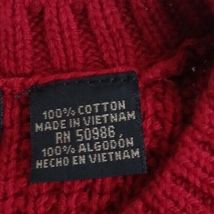 100% COTTON
MADE IN VIETNAM
RN 50986
100% ALGODÓN
HECHO EN VIETNAM